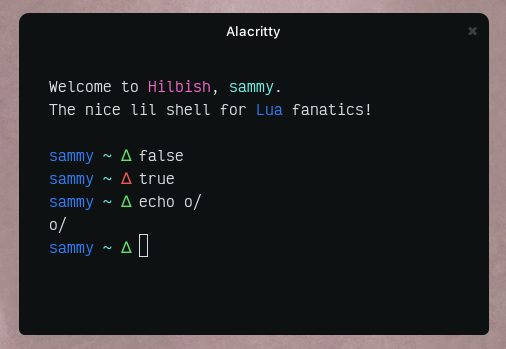 Alacritty
Welcome to Hilbish, sammy.
The nice lil shell for Lua fanatics!
sammy ~ Δ false
sammy ~ Δ true
sammy ~ Δ echo o/
o/
sammy ~ Δ